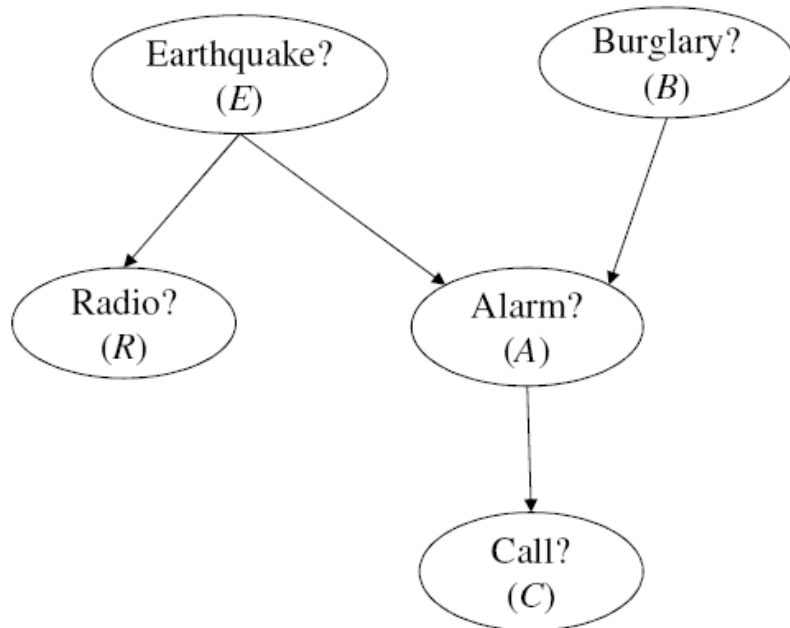 Earthquake?
(E)
Burglary?
(B)
Radio?
(R)
Alarm?
(A)
Call?
(C)